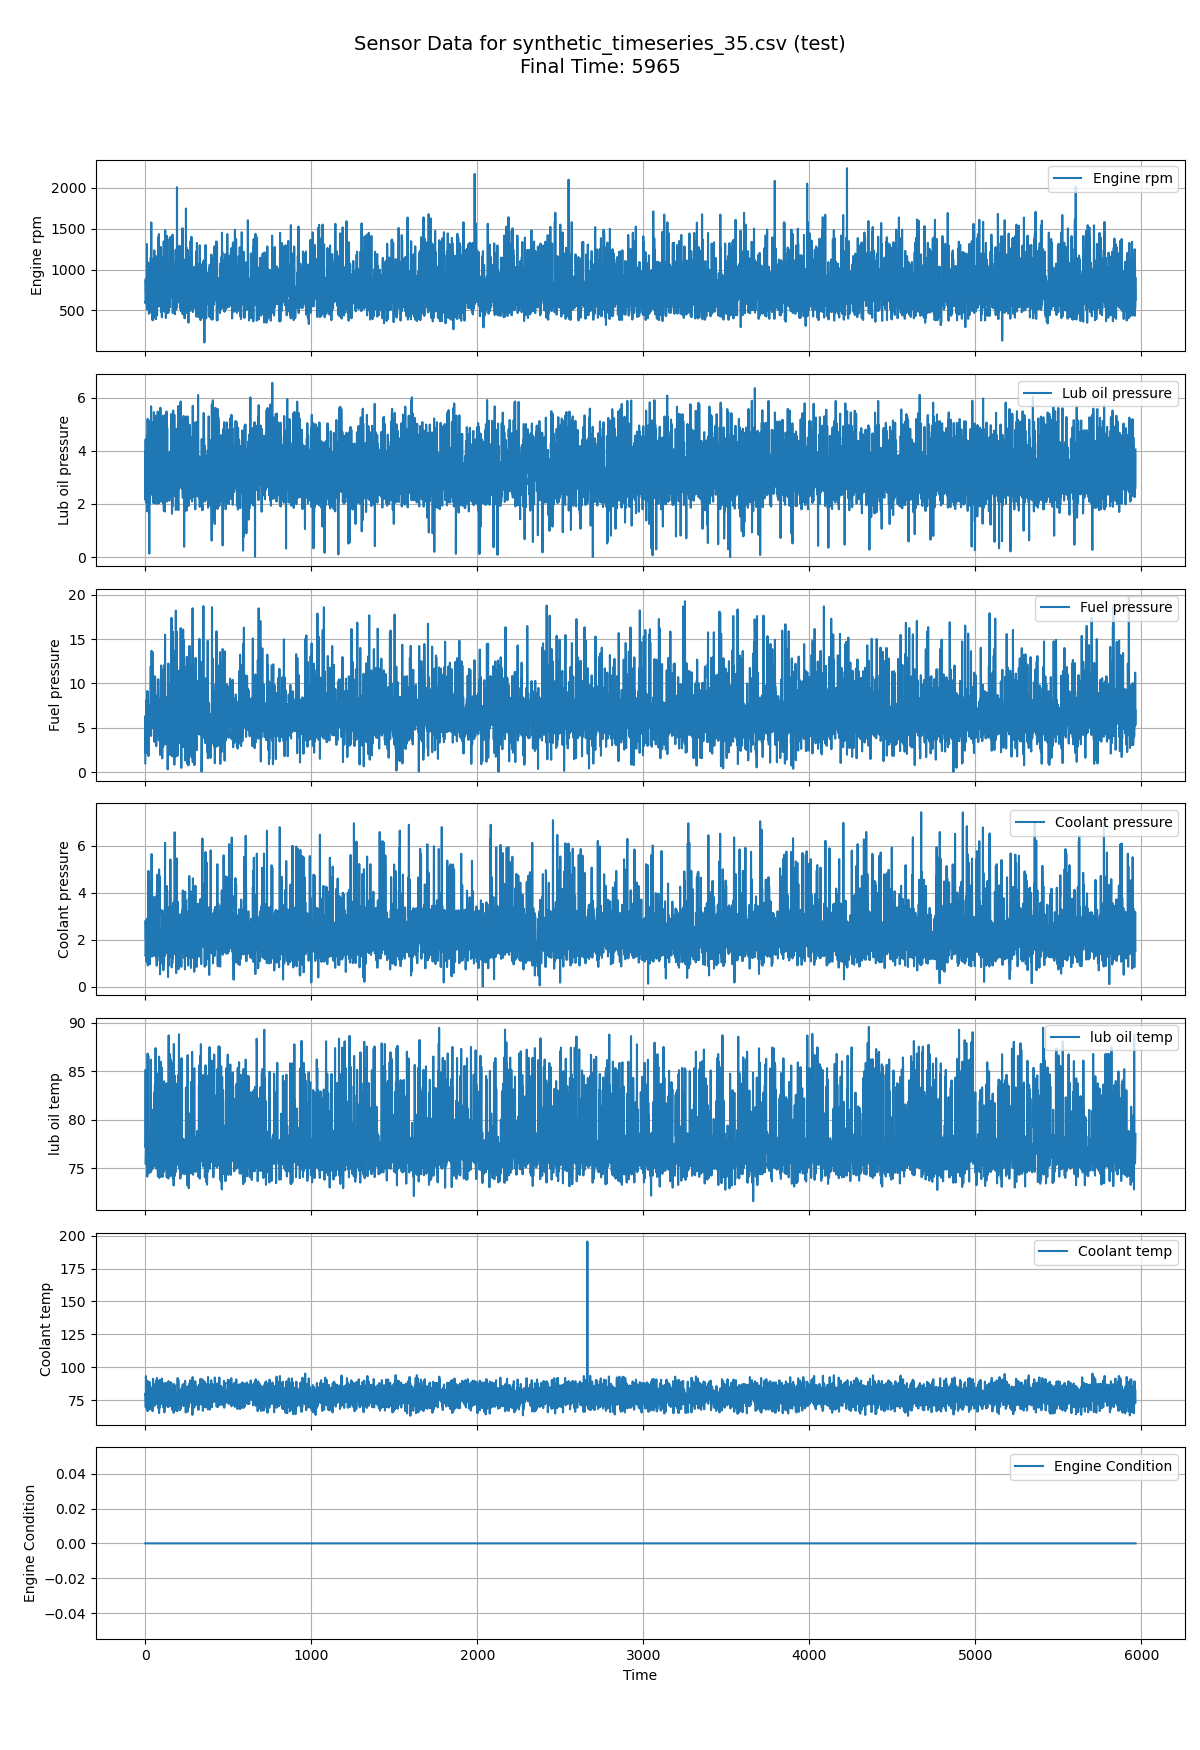 Sensor Data for synthetic_timeseries_35.csv (test)
Final Time: 5965
Engine rpm
2000
1500
1000
500
Engine rpm
Lub oil pressure
6
4
2
0
Lub oil pressure
Fuel pressure
20
15
10
5
0
Fuel pressure
Coolant pressure
6
4
2
0
Coolant pressure
lub oil temp
90
85
80
75
lub oil temp
Coolant temp
200
175
150
125
100
75
Coolant temp
Engine Condition
0.04
0.02
0.00
−0.02
−0.04
Engine Condition
0 1000 2000 3000 4000 5000 6000
Time